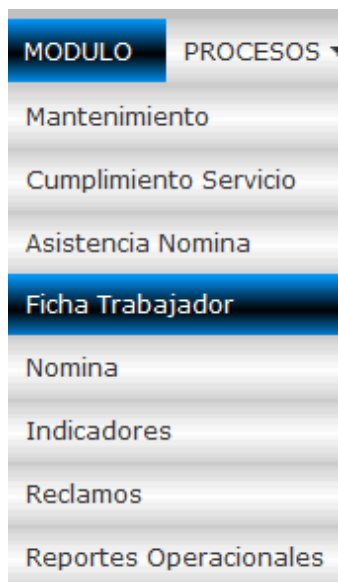 MODULO PROCESOS
Mantenimiento
Cumplimiento Servicio
Asistencia Nomina
Ficha Trabajador
Nomina
Indicadores
Reclamos
Reportes Operacionales